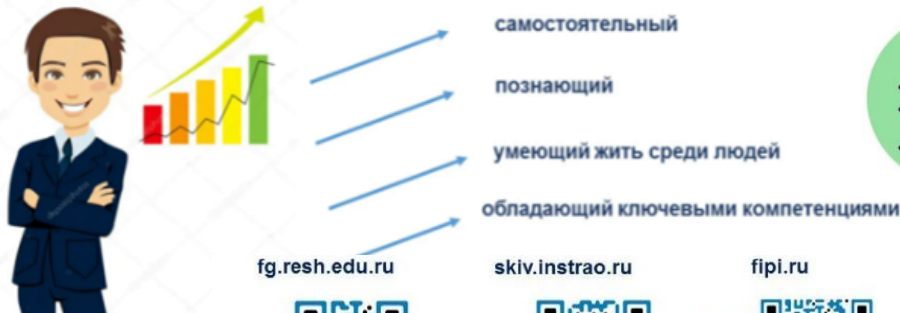 самостоятельный
познающий
умеющий жить среди людей
обладающий ключевыми компетенциями
fg.resh.edu.ru
skiv.instrao.ru
fipi.ru